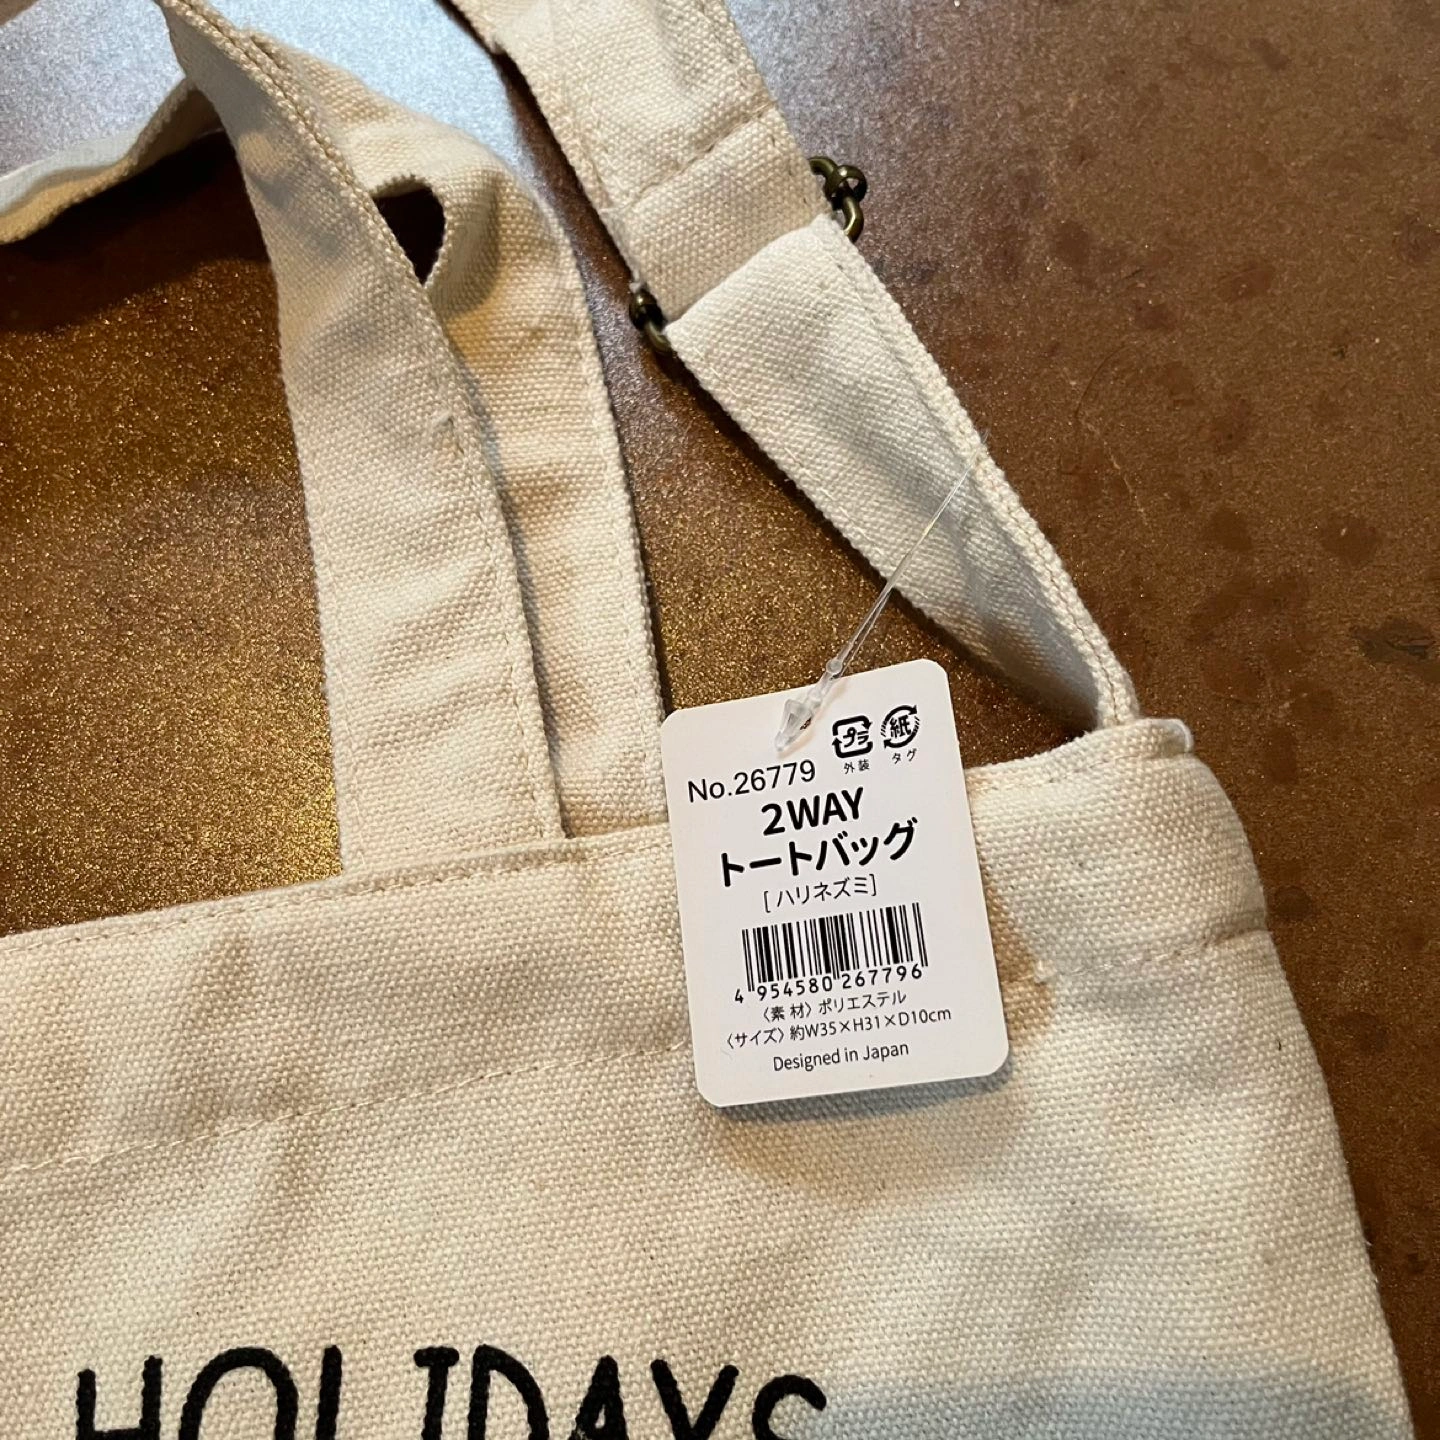 プラ 紙
外装 タグ
No.26779
2WAY
トートバッグ
[ハリネズミ]
4 954580 267796
〈素材〉ポリエステル
〈サイズ〉約W35×H31×D10cm
Designed in Japan
HOLIDAYS